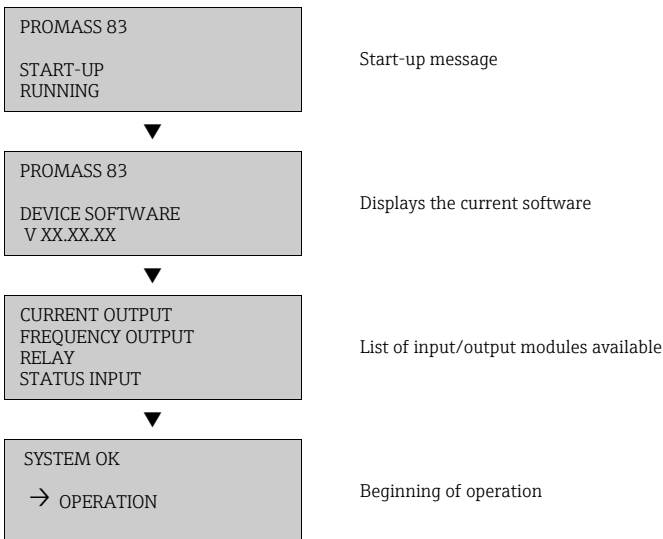 PROMASS 83
START-UP
RUNNING
Start-up message
▼
PROMASS 83
DEVICE SOFTWARE
V XX.XX.XX
Displays the current software
▼
CURRENT OUTPUT
FREQUENCY OUTPUT
RELAY
STATUS INPUT
List of input/output modules available
▼
SYSTEM OK
→ OPERATION
Beginning of operation